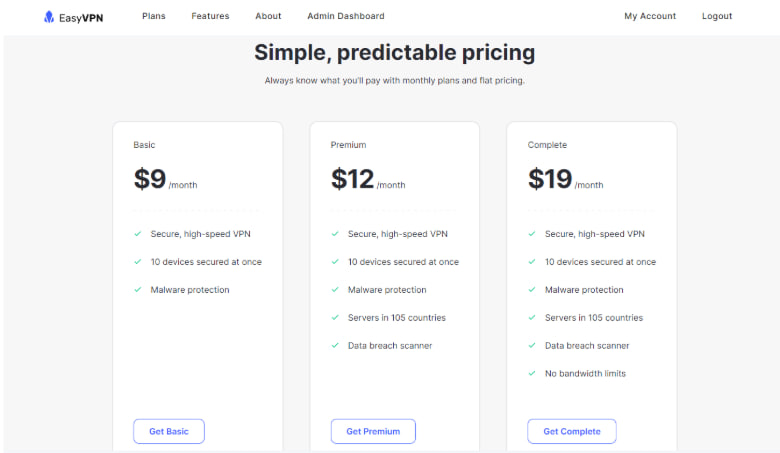 EasyVPN Plans Features About Admin Dashboard My Account Logout
Simple, predictable pricing
Always know what you'll pay with monthly plans and flat pricing.
Basic
$9 /month
Secure, high-speed VPN
10 devices secured at once
Malware protection
Get Basic
Premium
$12 /month
Secure, high-speed VPN
10 devices secured at once
Malware protection
Servers in 105 countries
Data breach scanner
Get Premium
Complete
$19 /month
Secure, high-speed VPN
10 devices secured at once
Malware protection
Servers in 105 countries
Data breach scanner
No bandwidth limits
Get Complete